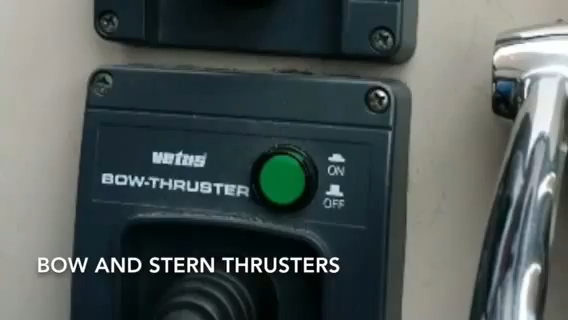 vetus
BOW-THRUSTER
ON
OFF
BOW AND STERN THRUSTERS